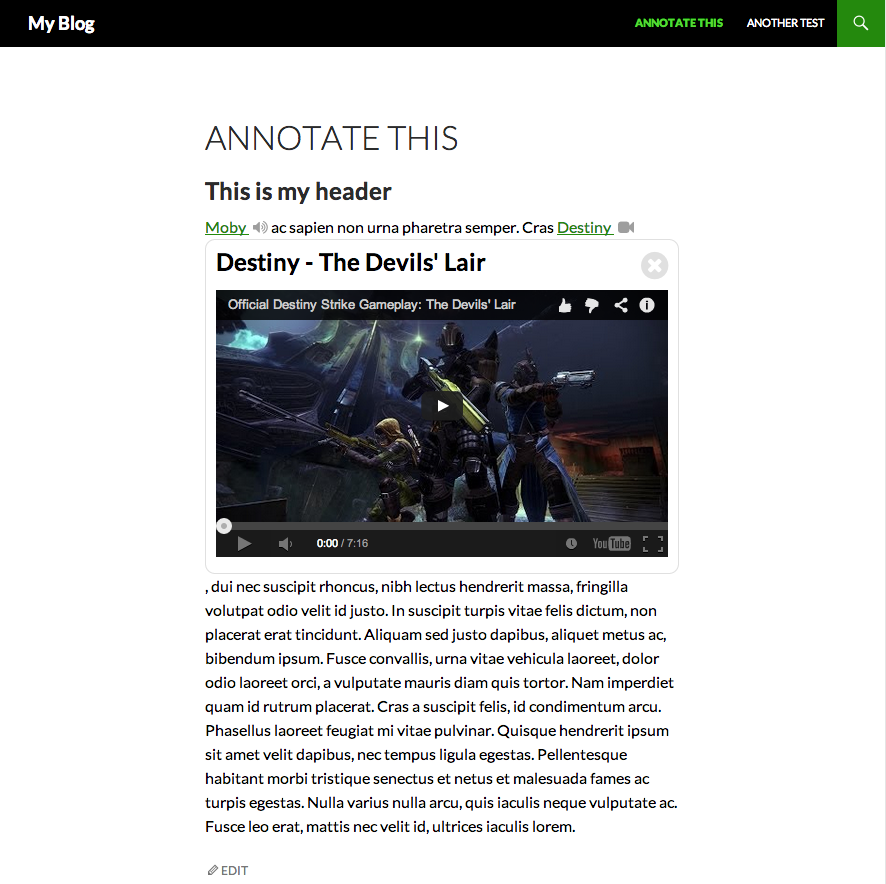 My Blog
ANNOTATE THIS
ANOTHER TEST
ANNOTATE THIS
This is my header
Moby ac sapien non urna pharetra semper. Cras Destiny
Destiny - The Devils' Lair
Official Destiny Strike Gameplay: The Devils' Lair
0:00 / 7:16
YouTube
, dui nec suscipit rhoncus, nibh lectus hendrerit massa, fringilla
volutpat odio velit id justo. In suscipit turpis vitae felis dictum, non
placerat erat tincidunt. Aliquam sed justo dapibus, aliquet metus ac,
bibendum ipsum. Fusce convallis, urna vitae vehicula laoreet, dolor
odio laoreet orci, a vulputate mauris diam quis tortor. Nam imperdiet
quam id rutrum placerat. Cras a suscipit felis, id condimentum arcu.
Phasellus laoreet feugiat mi vitae pulvinar. Quisque hendrerit ipsum
sit amet velit dapibus, nec tempus ligula egestas. Pellentesque
habitant morbi tristique senectus et netus et malesuada fames ac
turpis egestas. Nulla varius nulla arcu, quis iaculis neque vulputate ac.
Fusce leo erat, mattis nec velit id, ultrices iaculis lorem.
EDIT